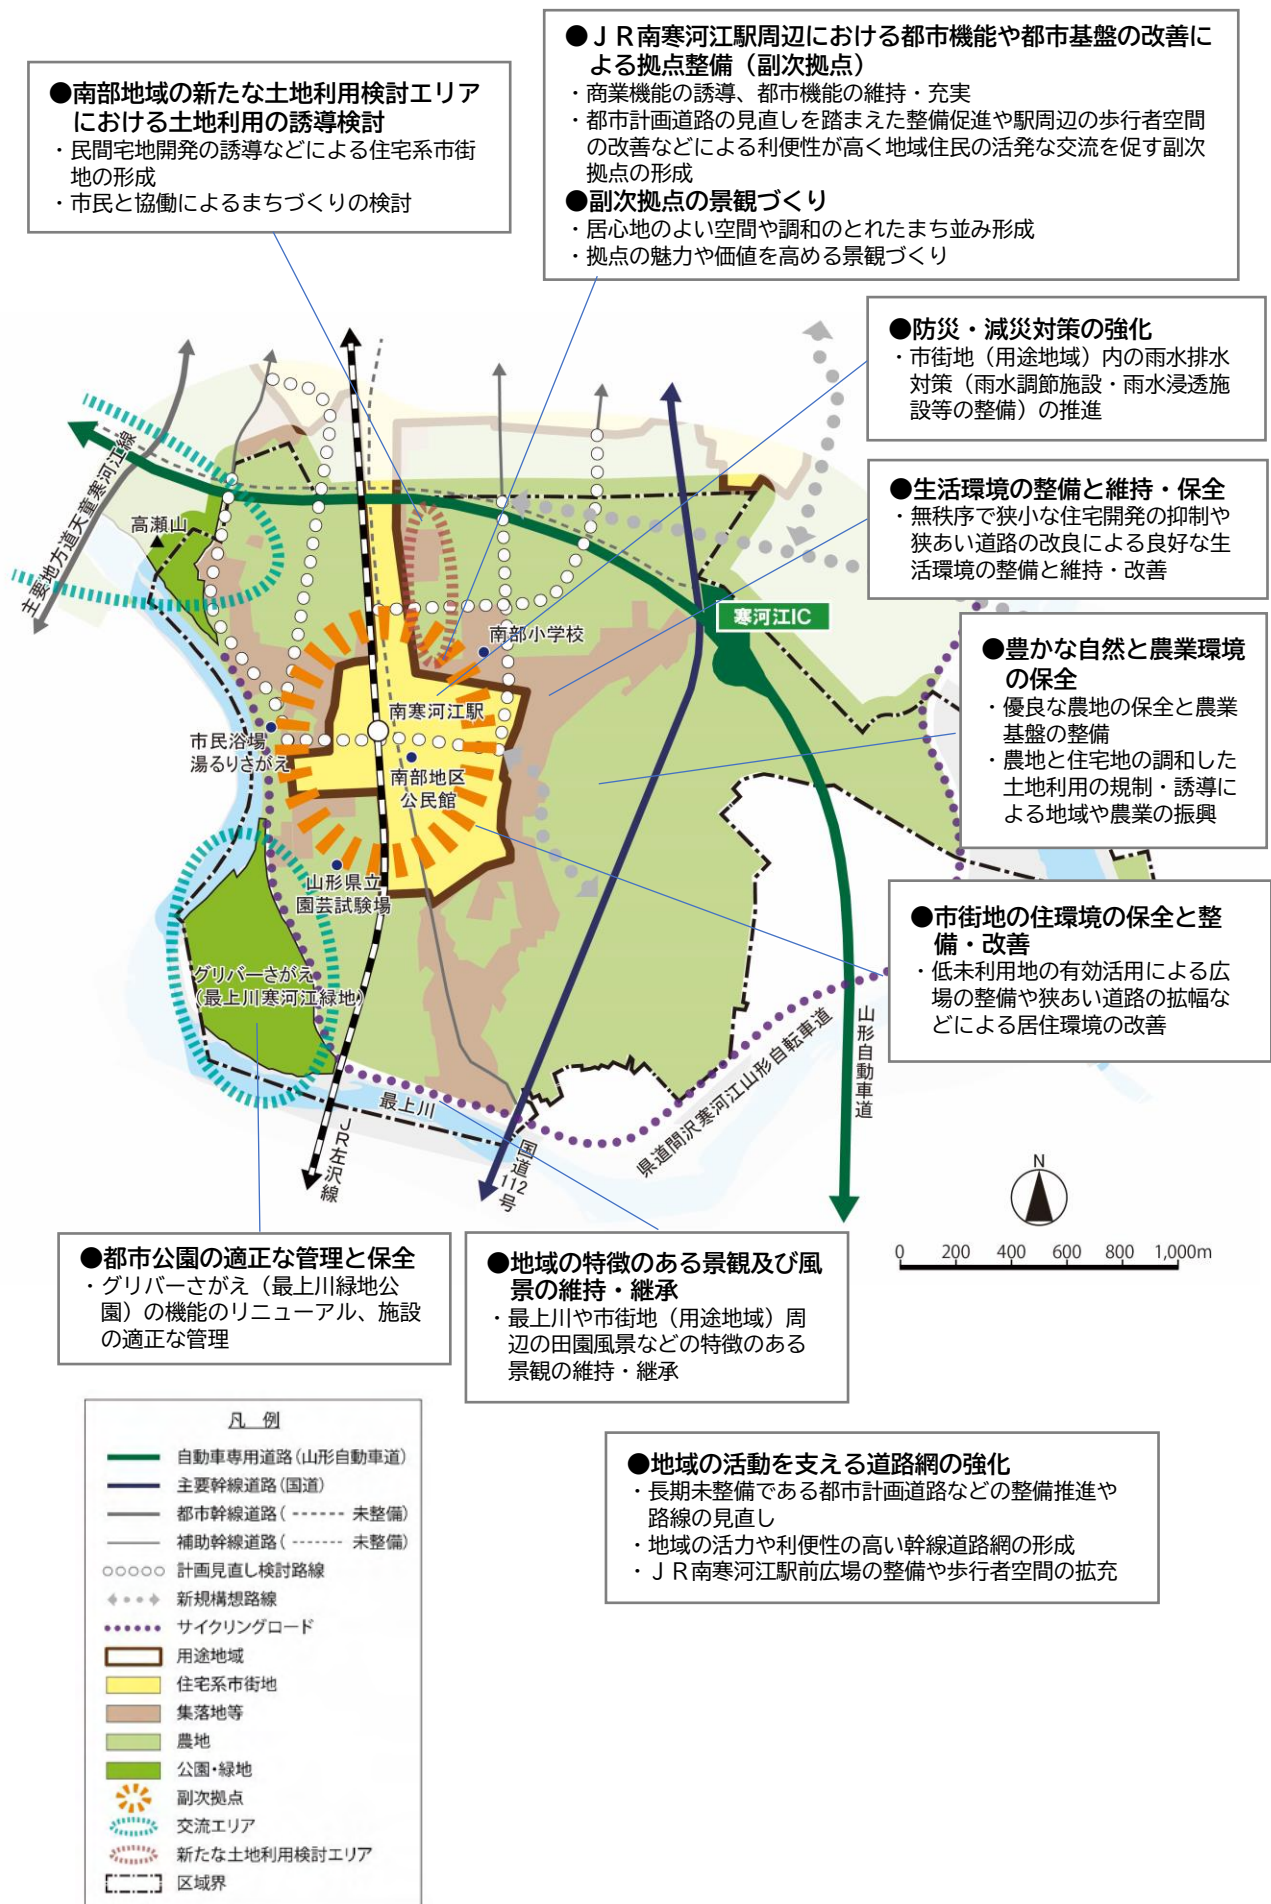 ●南部地域の新たな土地利用検討エリア
における土地利用の誘導検討
・民間宅地開発の誘導などによる住宅系市街
地の形成
・市民と協働によるまちづくりの検討
●ＪＲ南寒河江駅周辺における都市機能や都市基盤の改善に
よる拠点整備（副次拠点）
・商業機能の誘導、都市機能の維持・充実
・都市計画道路の見直しを踏まえた整備促進や駅周辺の歩行者空間
の改善などによる利便性が高く地域住民の活発な交流を促す副次
拠点の形成
●副次拠点の景観づくり
・居心地のよい空間や調和のとれたまち並み形成
・拠点の魅力や価値を高める景観づくり
●防災・減災対策の強化
・市街地（用途地域）内の雨水排水
対策（雨水調節施設・雨水浸透施
設等の整備）の推進
●生活環境の整備と維持・保全
・無秩序で狭小な住宅開発の抑制や
狭あい道路の改良による良好な生
活環境の整備と維持・改善
●豊かな自然と農業環境
の保全
・優良な農地の保全と農業
基盤の整備
・農地と住宅地の調和した
土地利用の規制・誘導に
よる地域や農業の振興
●市街地の住環境の保全と整
備・改善
・低未利用地の有効活用による広
場の整備や狭あい道路の拡幅な
どによる居住環境の改善
主要地方道天童寒河江線
高瀬山
寒河江IC
南部小学校
南寒河江駅
市民浴場
湯るりさがえ
南部地区
公民館
山形県立
園芸試験場
グリバーさがえ
(最上川寒河江緑地)
最上川
JR左沢線
国道112号
県道間沢寒河江山形自転車道
山形自動車道
N
0 200 400 600 800 1,000m
●都市公園の適正な管理と保全
・グリバーさがえ（最上川緑地公
園）の機能のリニューアル、施設
の適正な管理
●地域の特徴のある景観及び風
景の維持・継承
・最上川や市街地（用途地域）周
辺の田園風景などの特徴のある
景観の維持・継承
●地域の活動を支える道路網の強化
・長期未整備である都市計画道路などの整備推進や
路線の見直し
・地域の活力や利便性の高い幹線道路網の形成
・ＪＲ南寒河江駅前広場の整備や歩行者空間の拡充
凡 例
自動車専用道路(山形自動車道)
主要幹線道路(国道)
都市幹線道路( ------ 未整備)
補助幹線道路( ------ 未整備)
計画見直し検討路線
新規構想路線
サイクリングロード
用途地域
住宅系市街地
集落地等
農地
公園・緑地
副次拠点
交流エリア
新たな土地利用検討エリア
区域界